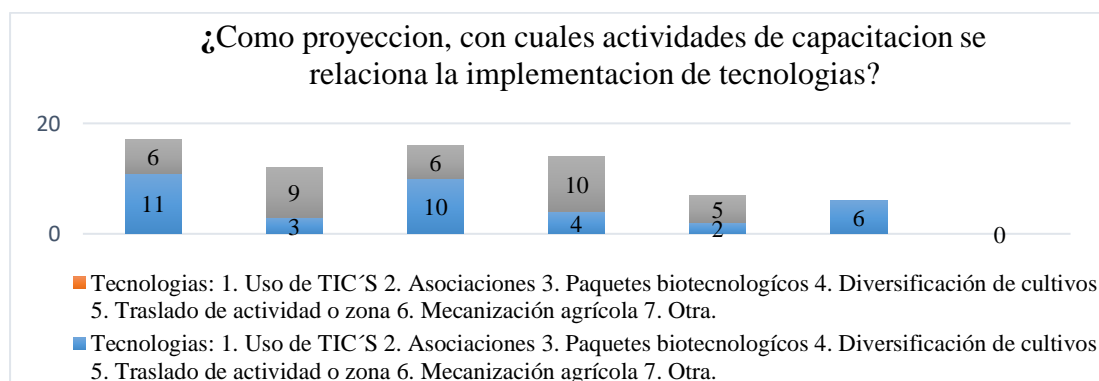 ¿Como proyeccion, con cuales actividades de capacitacion se
relaciona la implementacion de tecnologias?
20
6
6
9
10
11
10
5
6
3
4
2
0
0
Tecnologias: 1. Uso de TIC´S 2. Asociaciones 3. Paquetes biotecnologícos 4. Diversificación de cultivos
5. Traslado de actividad o zona 6. Mecanización agrícola 7. Otra.
Tecnologias: 1. Uso de TIC´S 2. Asociaciones 3. Paquetes biotecnologícos 4. Diversificación de cultivos
5. Traslado de actividad o zona 6. Mecanización agrícola 7. Otra.